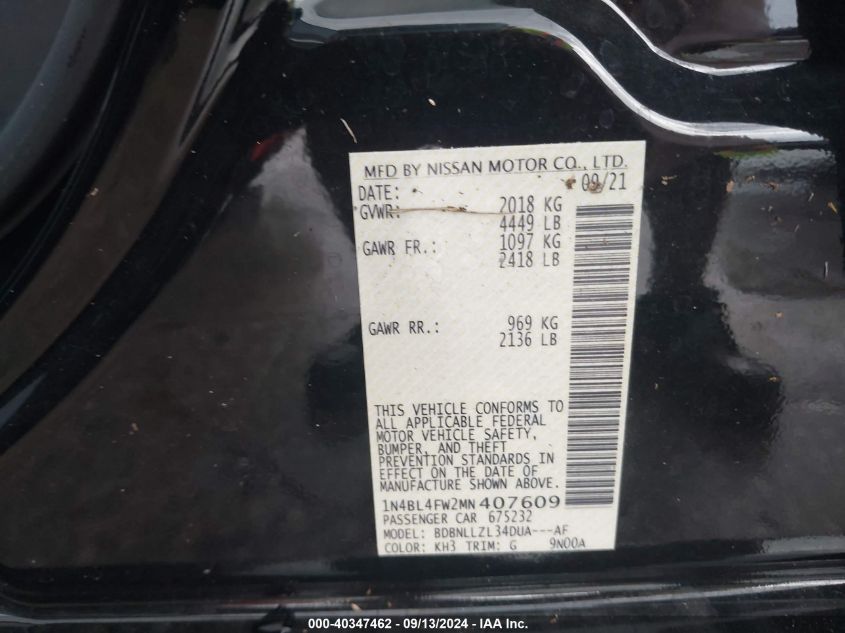 MFD BY NISSAN MOTOR CO., LTD.
DATE: 09/21
GVWR: 2018 KG
4449 LB
GAWR FR.: 1097 KG
2418 LB
GAWR RR.: 969 KG
2136 LB
THIS VEHICLE CONFORMS TO
ALL APPLICABLE FEDERAL
MOTOR VEHICLE SAFETY,
BUMPER, AND THEFT
PREVENTION STANDARDS IN
EFFECT ON THE DATE OF
MANUFACTURE SHOWN ABOVE.
1N4BL4FW2MN407609
PASSENGER CAR 675232
MODEL: BDBNLLZL34DUA---AF
COLOR: KH3 TRIM: G 9N00A
000-40347462 - 09/13/2024 - IAA Inc.